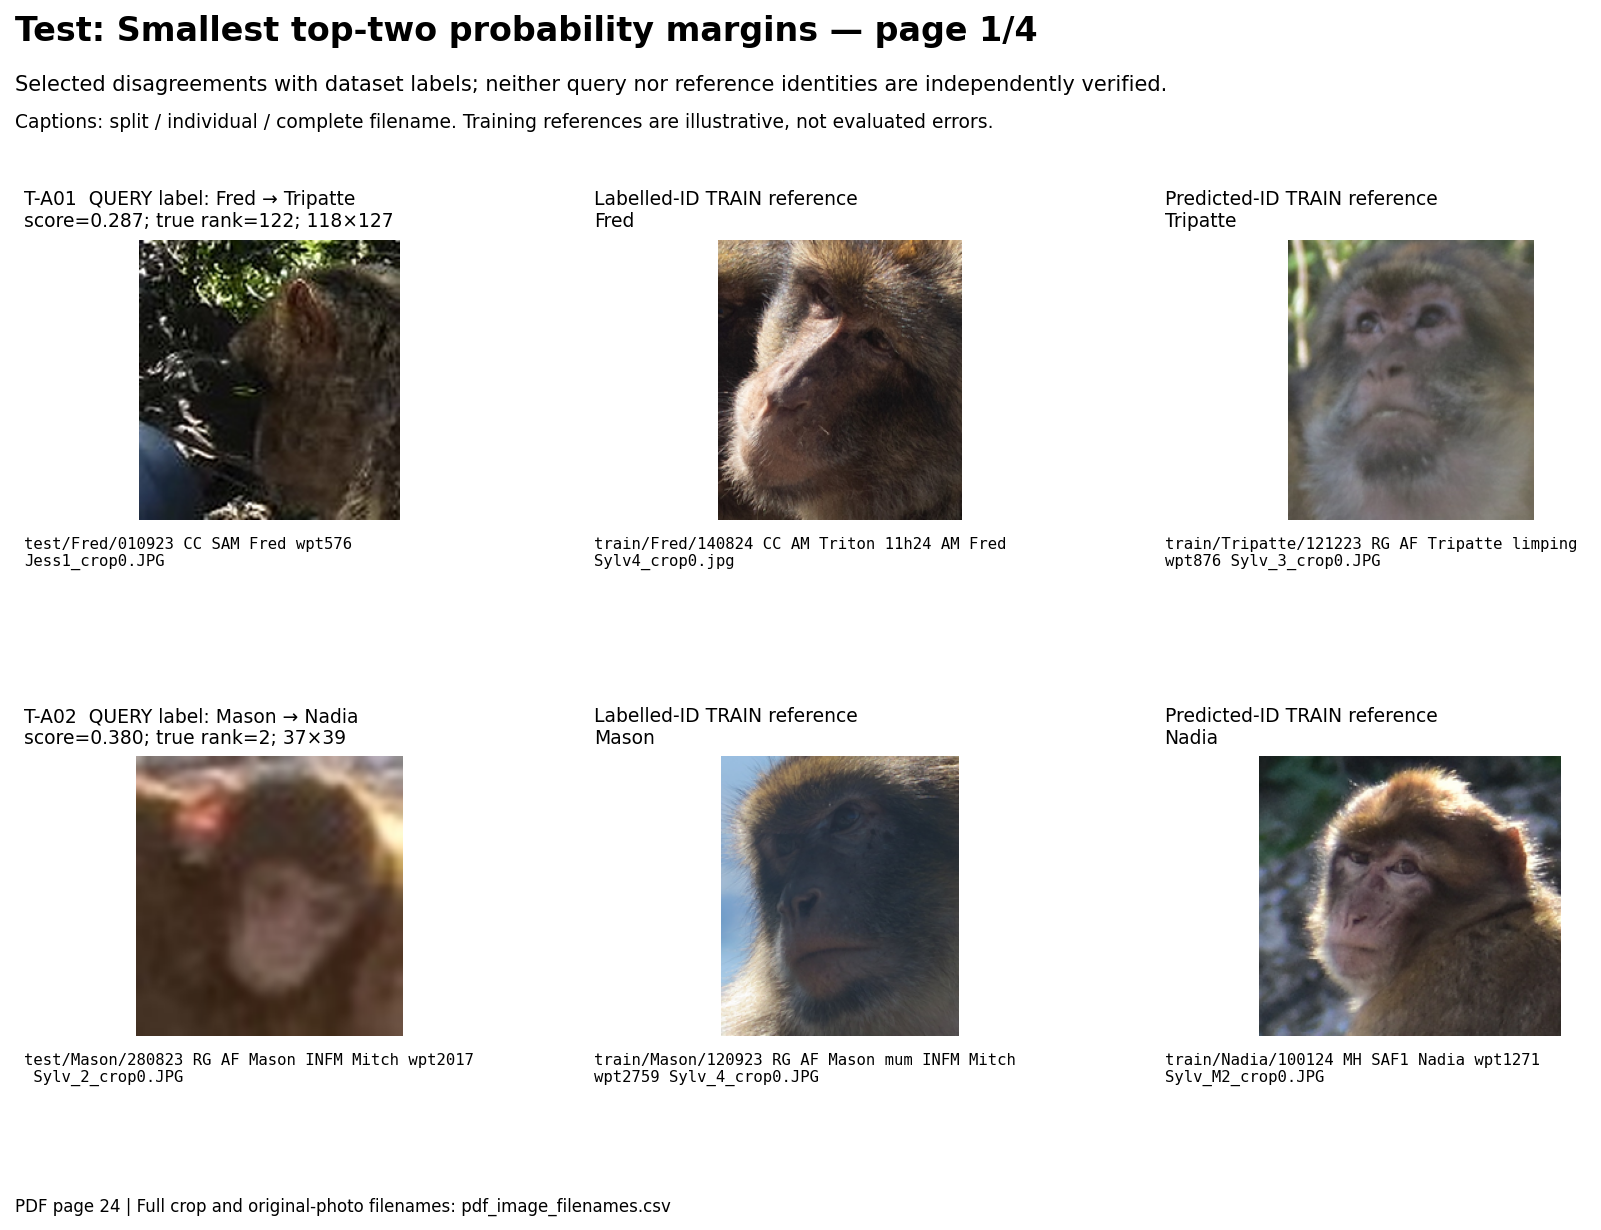 Test: Smallest top-two probability margins — page 1/4
Selected disagreements with dataset labels; neither query nor reference identities are independently verified.
Captions: split / individual / complete filename. Training references are illustrative, not evaluated errors.
T-A01  QUERY label: Fred → Tripatte
score=0.287; true rank=122; 118×127
Labelled-ID TRAIN reference
Fred
Predicted-ID TRAIN reference
Tripatte
test/Fred/010923 CC SAM Fred wpt576
Jess1_crop0.JPG
train/Fred/140824 CC AM Triton 11h24 AM Fred
Sylv4_crop0.jpg
train/Tripatte/121223 RG AF Tripatte limping
wpt876 Sylv_3_crop0.JPG
T-A02  QUERY label: Mason → Nadia
score=0.380; true rank=2; 37×39
Labelled-ID TRAIN reference
Mason
Predicted-ID TRAIN reference
Nadia
test/Mason/280823 RG AF Mason INFM Mitch wpt2017
Sylv_2_crop0.JPG
train/Mason/120923 RG AF Mason mum INFM Mitch
wpt2759 Sylv_4_crop0.JPG
train/Nadia/100124 MH SAF1 Nadia wpt1271
Sylv_M2_crop0.JPG
PDF page 24 | Full crop and original-photo filenames: pdf_image_filenames.csv